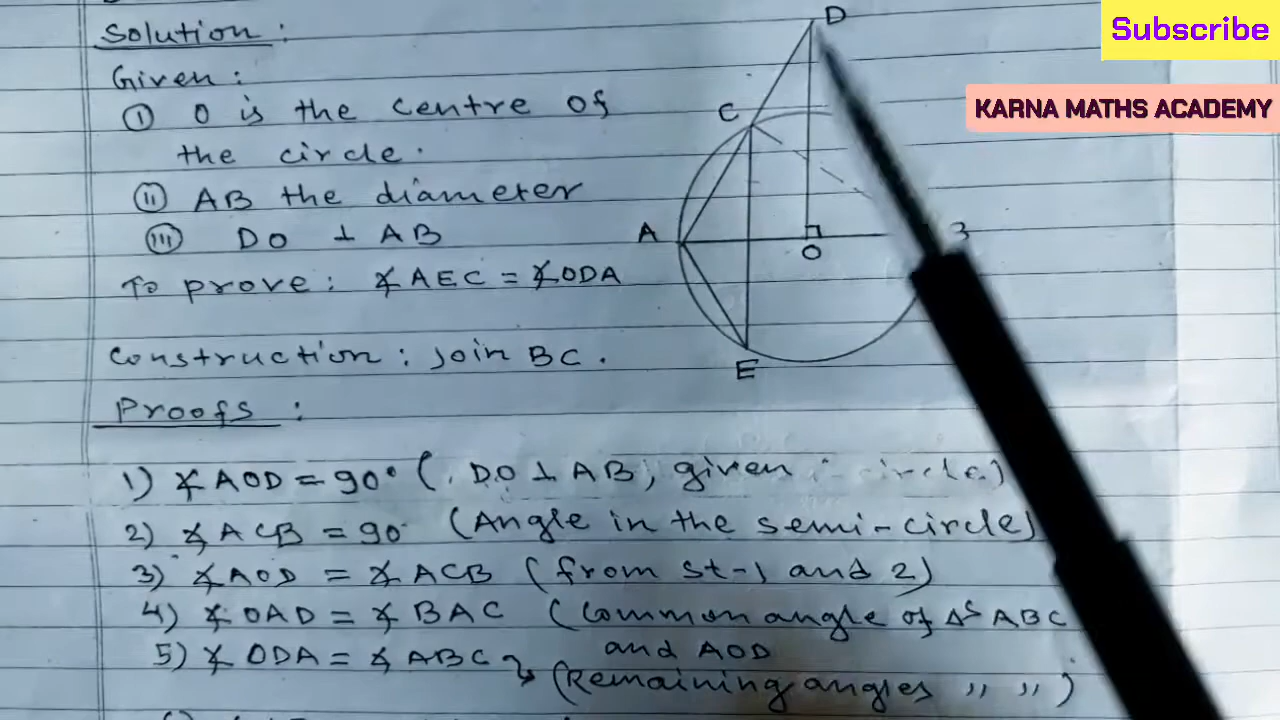 Solution :
Given :
(i) O is the centre of
the circle.
(ii) AB the diameter
(iii) DO ⊥ AB
To prove : ∡AEC = ∡ODA
Construction : Join BC.
Proofs :
1) ∡AOD = 90° (. DO ⊥ AB, given
2) ∡ACB = 90° (Angle in the semi-circle)
3) ∡AOD = ∡ACB (from st-1 and 2)
4) ∡OAD = ∡BAC (Common angle of Δˢ ABC
and AOD
5) ∡ODA = ∡ABC (Remaining angles ,, ,, )
D
C
A
O
E
Subscribe
KARNA MATHS ACADEMY